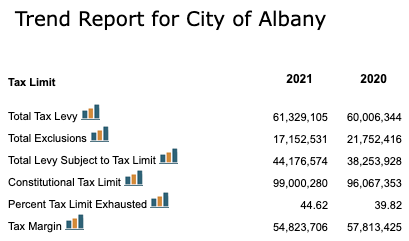 Trend Report for City of Albany
Tax Limit 2021 2020
Total Tax Levy 61,329,105 60,006,344
Total Exclusions 17,152,531 21,752,416
Total Levy Subject to Tax Limit 44,176,574 38,253,928
Constitutional Tax Limit 99,000,280 96,067,353
Percent Tax Limit Exhausted 44.62 39.82
Tax Margin 54,823,706 57,813,425